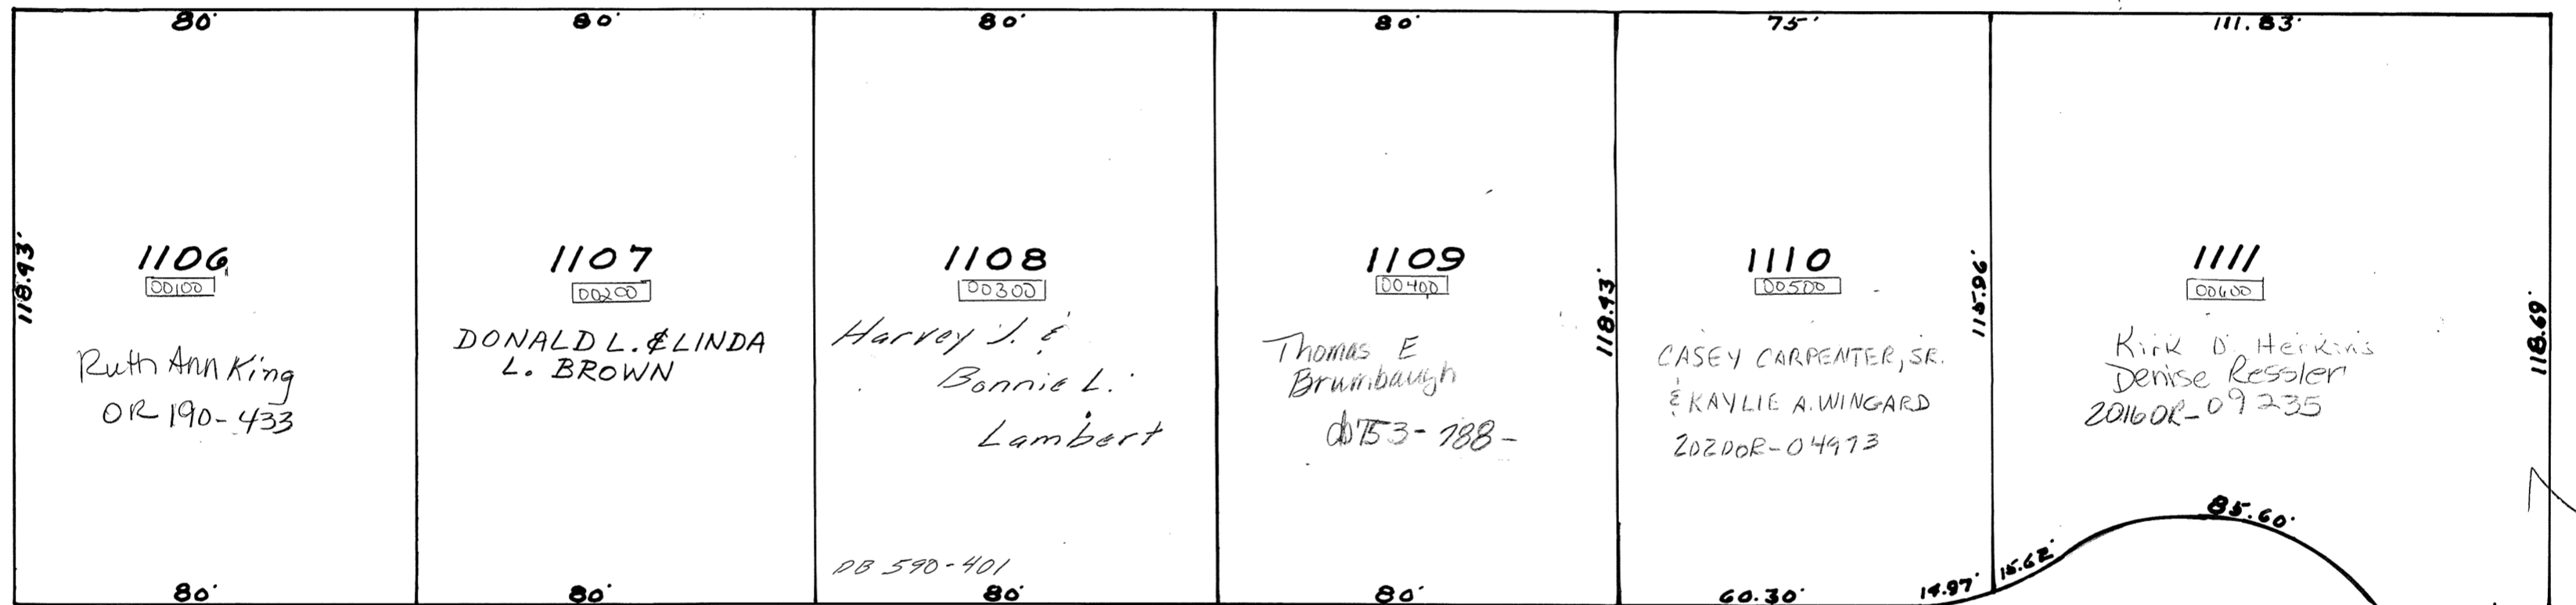 80'
80'
80'
80'
75'
111.83'
118.93'
1106
00100
Ruth Ann King
OR 190-433
80'
1107
00200
DONALD L. & LINDA
L. BROWN
80'
1108
00300
Harvey J. &
Bonnie L.
Lambert
DB 590-401
80'
1109
00400
Thomas E
Brumbaugh
db753-788-
80'
118.93'
1110
00500
CASEY CARPENTER, SR.
& KAYLIE A. WINGARD
2020OR-04973
60.30'
14.97'
115.96'
1111
00600
Kirk D. Herkins
Denise Ressler
2016OR-09235
15.62'
85.60'
118.69'